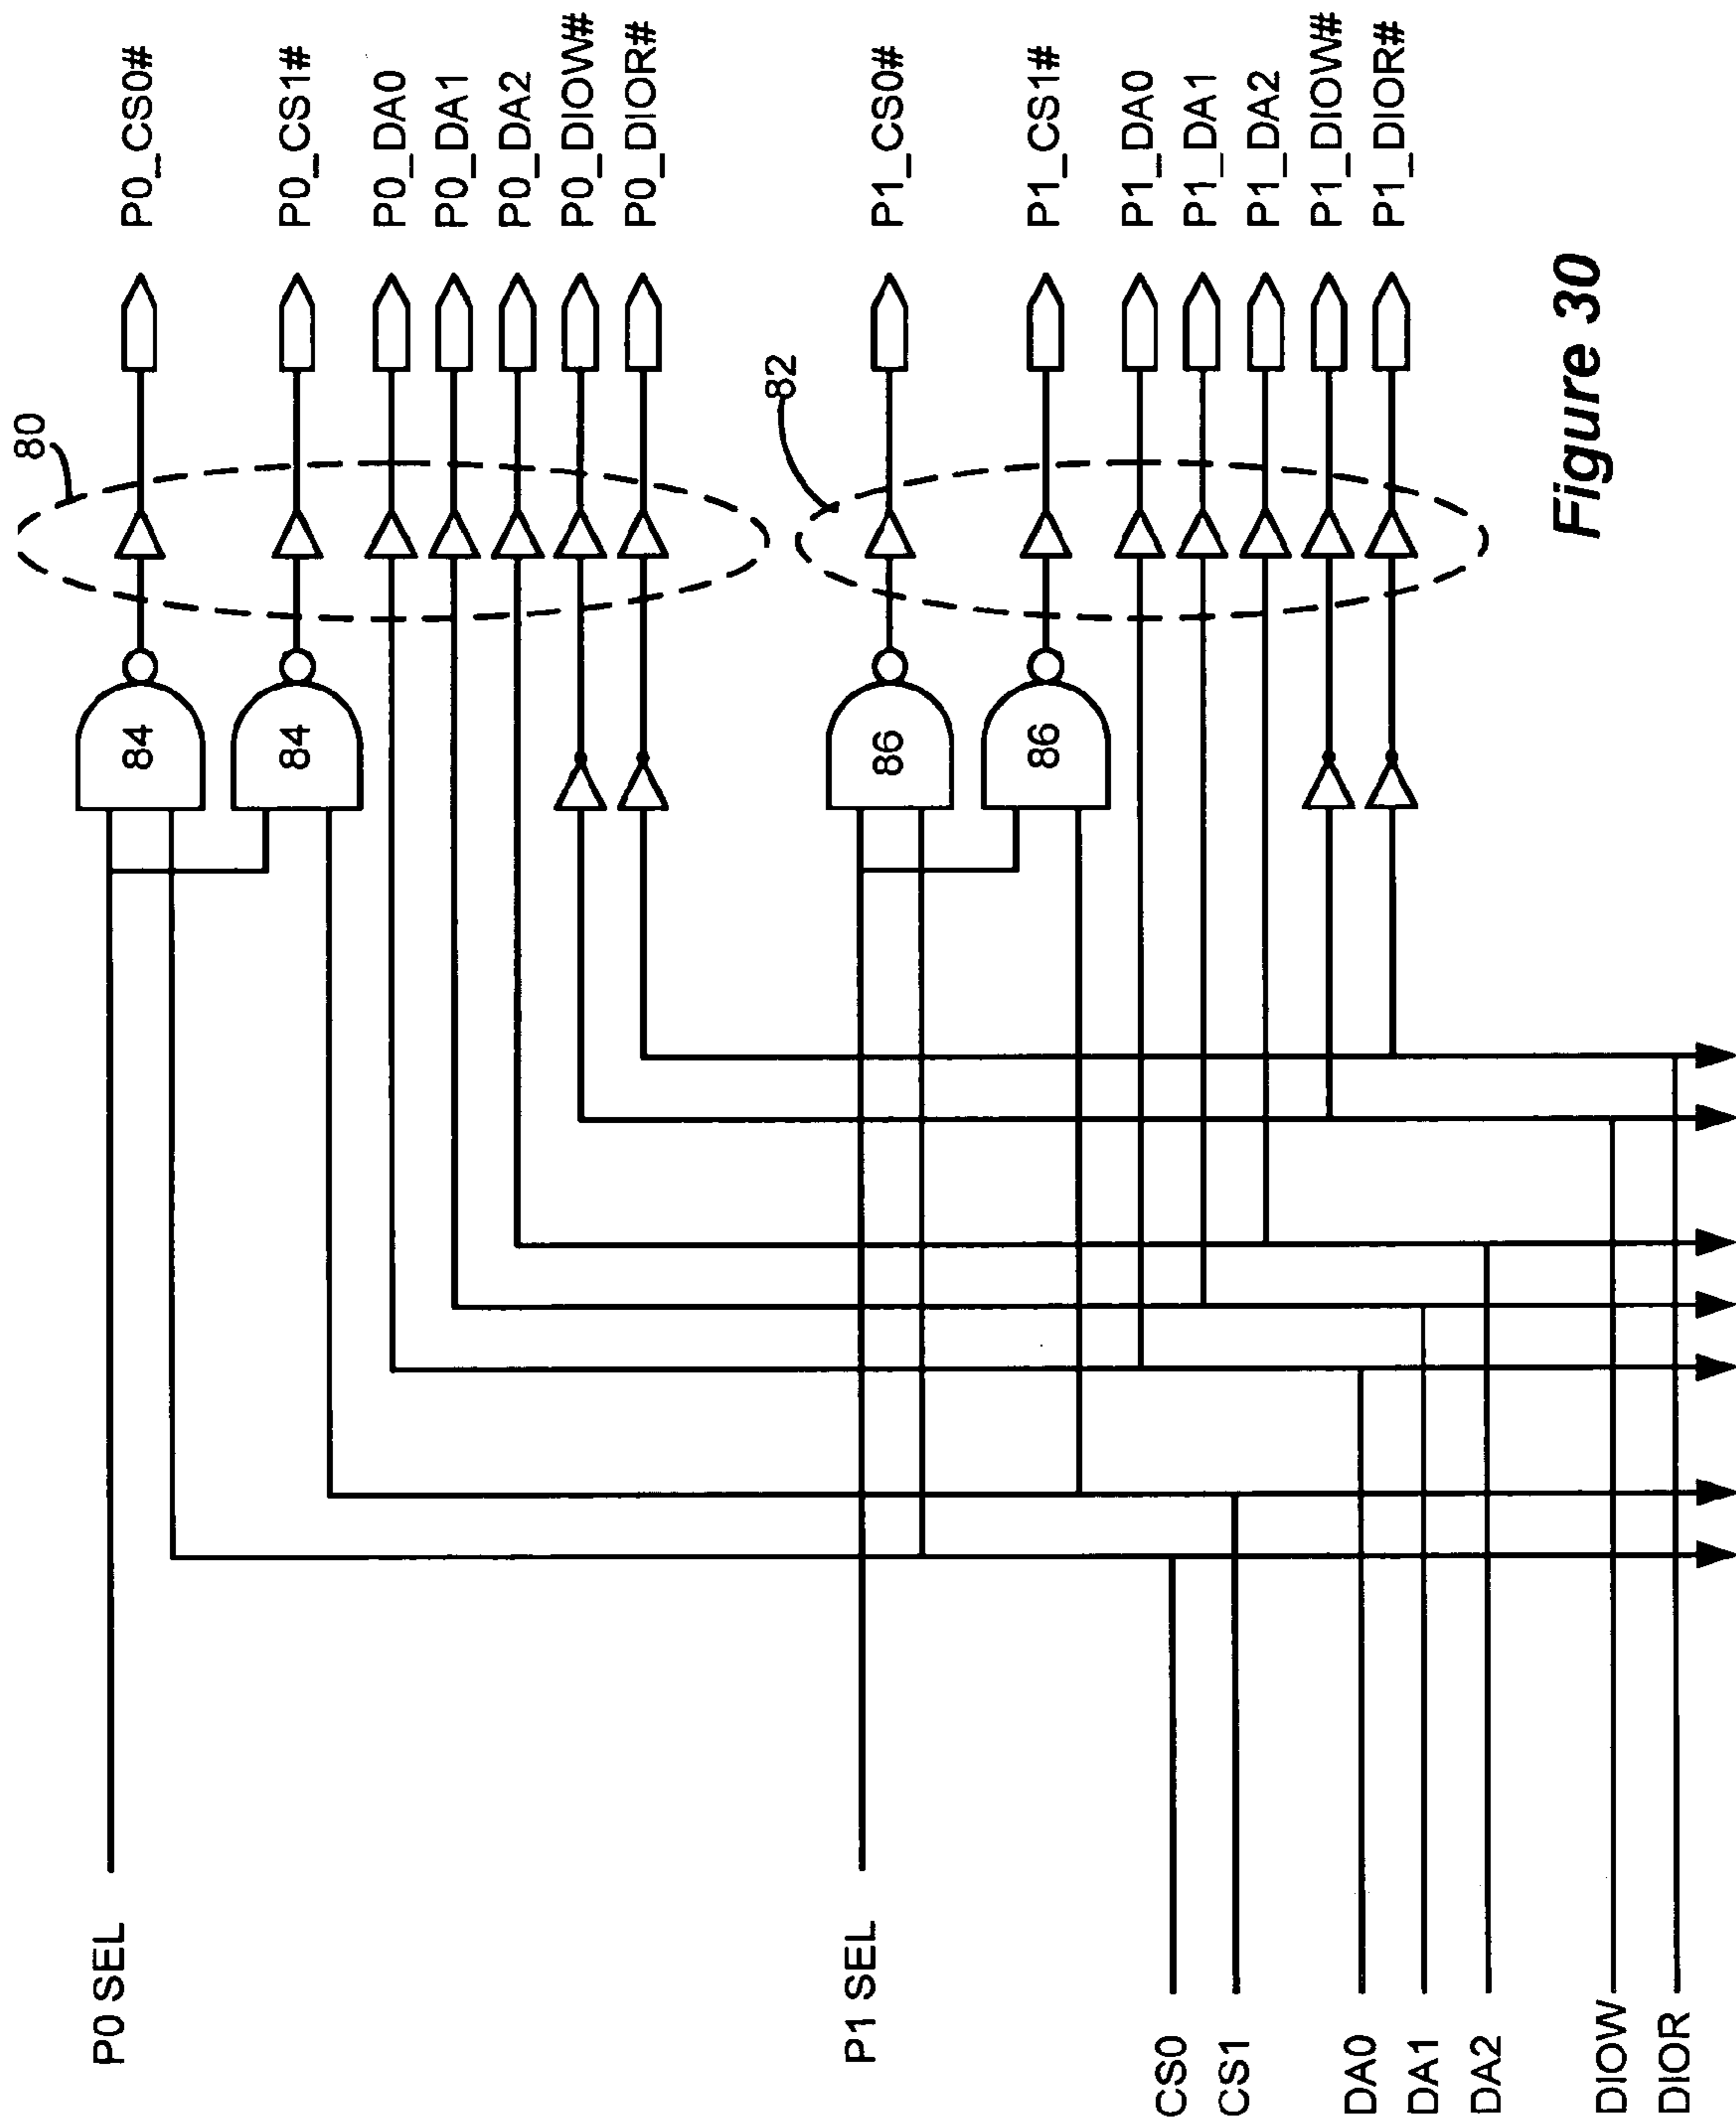 80
P0 SEL
84
P0_CS0#
84
P0_CS1#
P0_DA0
P0_DA1
P0_DA2
P0_DIOW#
P0_DIOR#
82
P1 SEL
86
P1_CS0#
86
P1_CS1#
P1_DA0
P1_DA1
P1_DA2
P1_DIOW#
P1_DIOR#
CS0
CS1
DA0
DA1
DA2
DIOW
DIOR
Figure 30